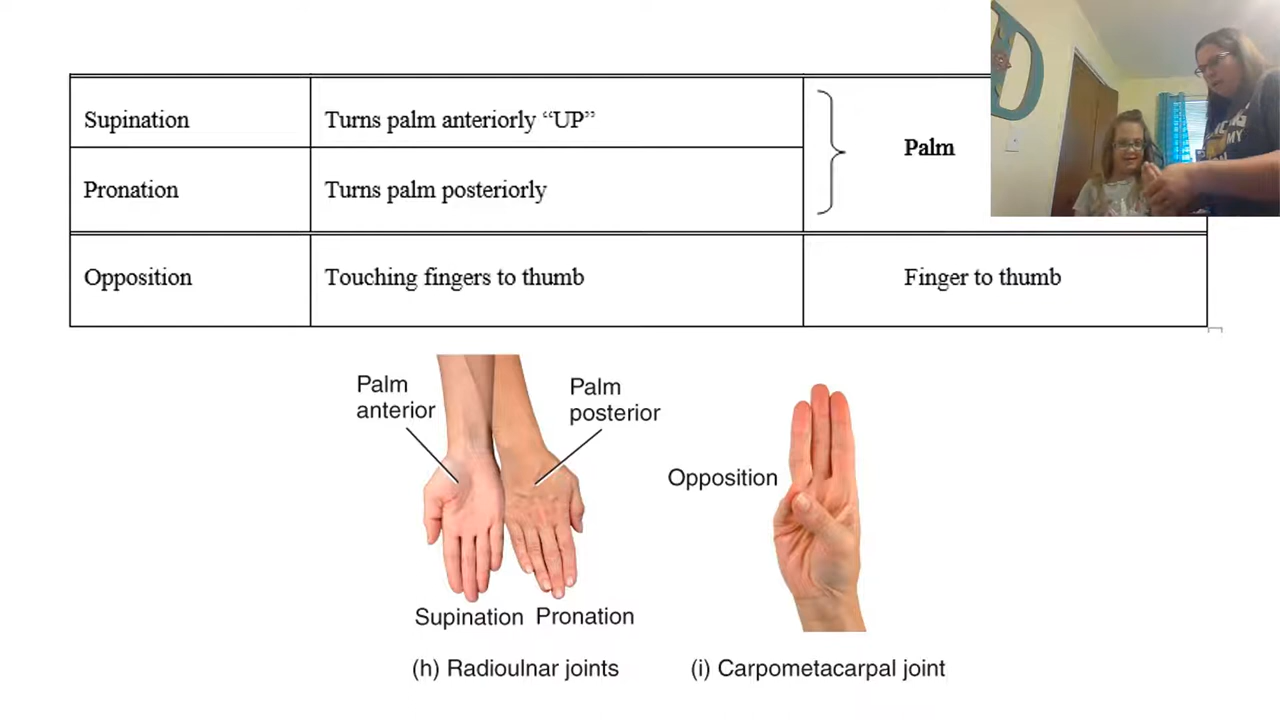 Supination
Turns palm anteriorly “UP”
Palm
Pronation
Turns palm posteriorly
Opposition
Touching fingers to thumb
Finger to thumb
Palm
anterior
Palm
posterior
Opposition
Supination
Pronation
(h) Radioulnar joints
(i) Carpometacarpal joint